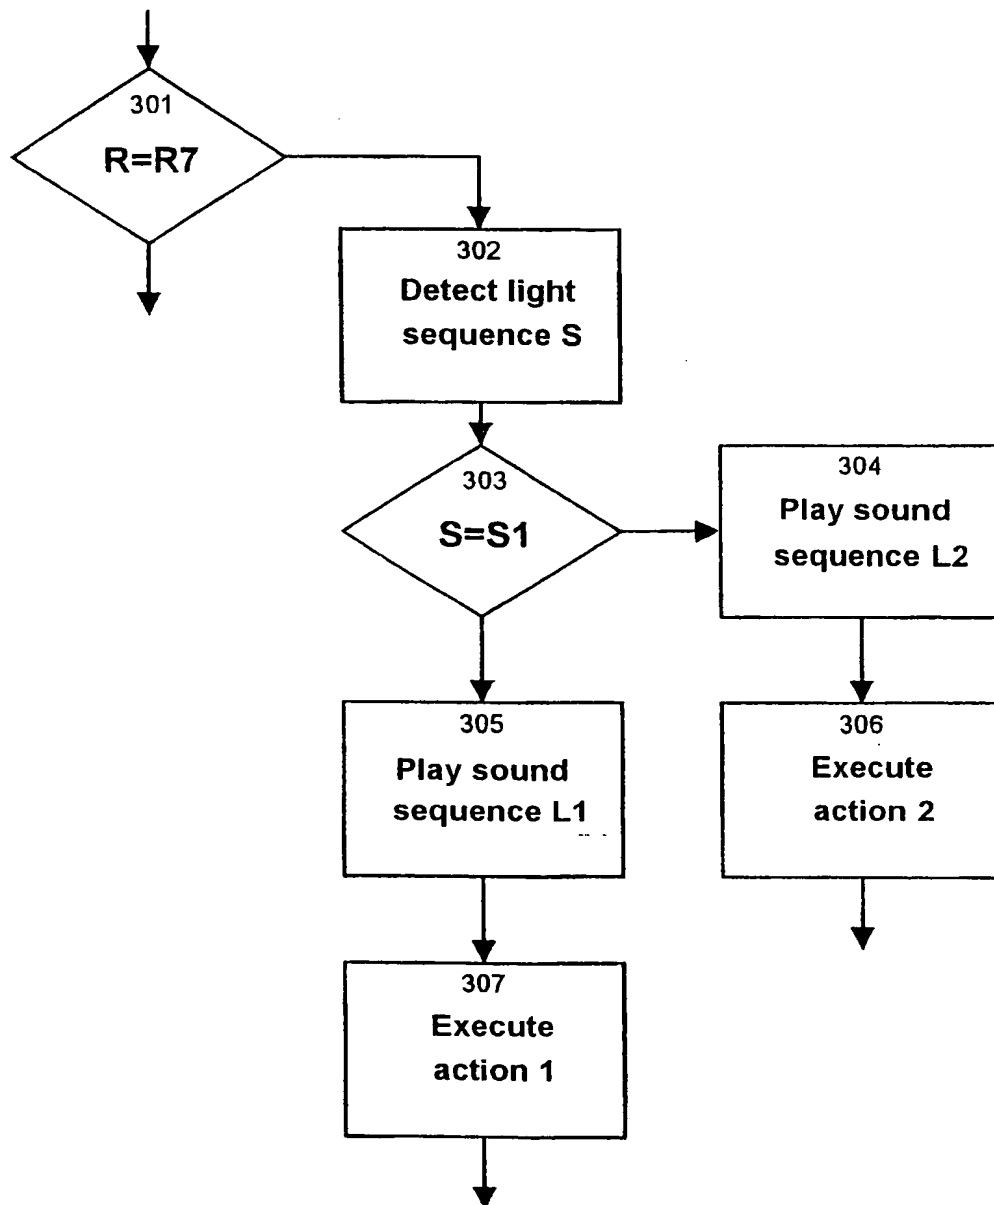 301
R=R7
302
Detect light
sequence S
303
S=S1
304
Play sound
sequence L2
305
Play sound
sequence L1
306
Execute
action 2
307
Execute
action 1